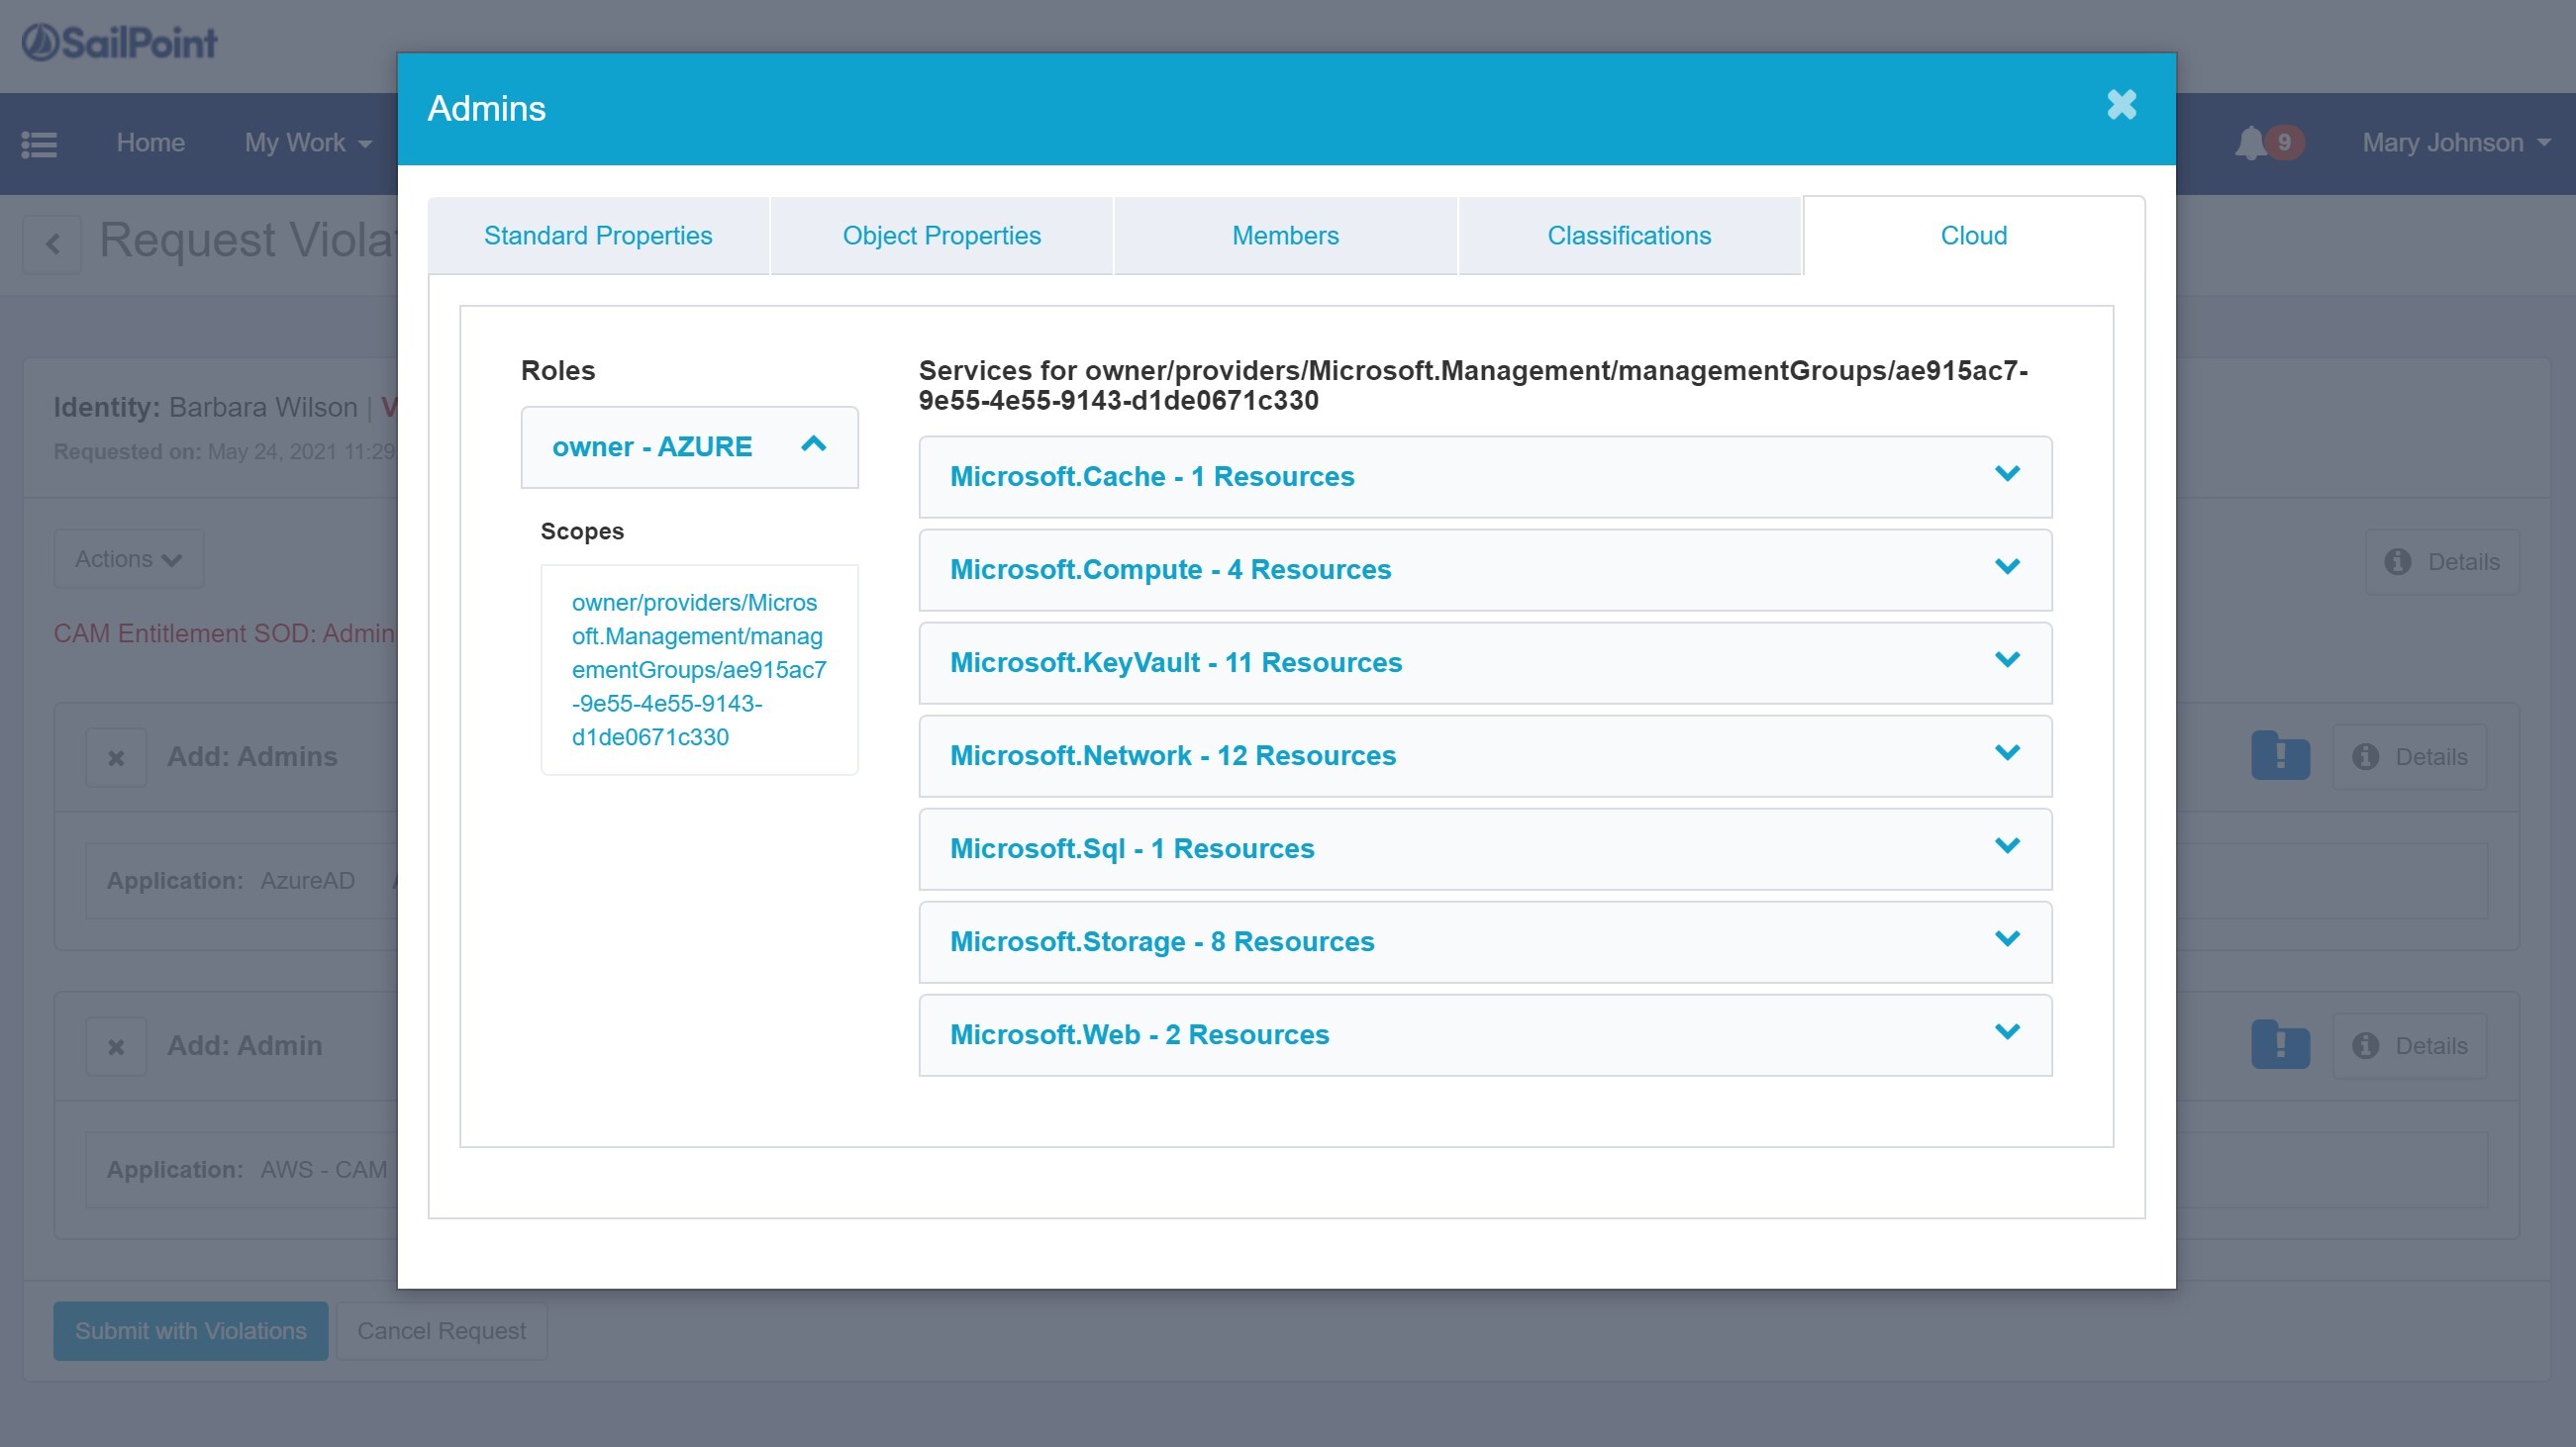 SailPoint
Home
My Work
9
Mary Johnson
Request
Identity: Barbara Wilson |
Requested on: May 24, 2021 11:29
Actions
Details
CAM Entitlement SOD: Admin
Add: Admins
Details
Application: AzureAD
Add: Admin
Details
Application: AWS - CAM
Submit with Violations
Cancel Request
Admins
Standard Properties
Object Properties
Members
Classifications
Cloud
Roles
owner - AZURE
Scopes
owner/providers/Micros
oft.Management/manag
ementGroups/ae915ac7
-9e55-4e55-9143-
d1de0671c330
Services for owner/providers/Microsoft.Management/managementGroups/ae915ac7-
9e55-4e55-9143-d1de0671c330
Microsoft.Cache - 1 Resources
Microsoft.Compute - 4 Resources
Microsoft.KeyVault - 11 Resources
Microsoft.Network - 12 Resources
Microsoft.Sql - 1 Resources
Microsoft.Storage - 8 Resources
Microsoft.Web - 2 Resources